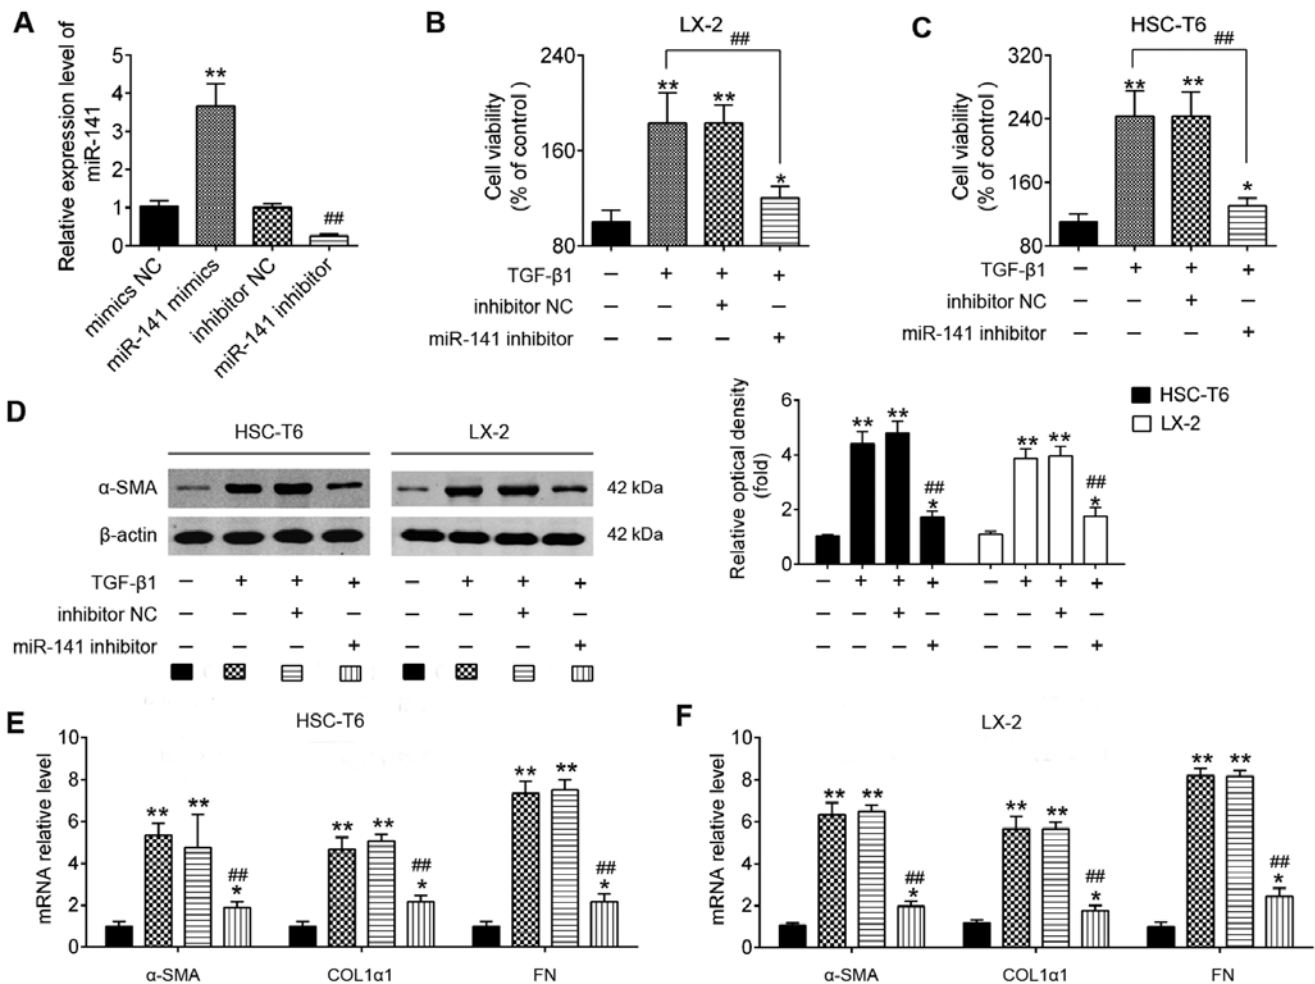 A
Relative expression level of
miR-141
5
4
3
2
1
0
**
##
mimics NC
miR-141 mimics
inhibitor NC
miR-141 inhibitor
B
LX-2
Cell viability
(% of control )
240
160
80
**
**
##
*
TGF-β1 – + + +
inhibitor NC – – + –
miR-141 inhibitor – – – +
C
HSC-T6
Cell viability
(% of control )
320
240
160
80
**
**
##
*
TGF-β1 – + + +
inhibitor NC – – + –
miR-141 inhibitor – – – +
D
HSC-T6 LX-2
α-SMA 42 kDa
β-actin 42 kDa
TGF-β1 – + + + – + + +
inhibitor NC – – + – – – + –
miR-141 inhibitor – – – + – – – +
Relative optical density
(fold)
6
4
2
0
** ** ## * ** ** ## *
– + + + – + + +
– – + – – – + –
– – – + – – – +
HSC-T6
LX-2
E
HSC-T6
mRNA relative level
10
8
6
4
2
0
** ** ## * ** ** ## * ** ** ## *
α-SMA COL1α1 FN
F
LX-2
mRNA relative level
10
8
6
4
2
0
** ** ## * ** ** ## * ** ** ## *
α-SMA COL1α1 FN